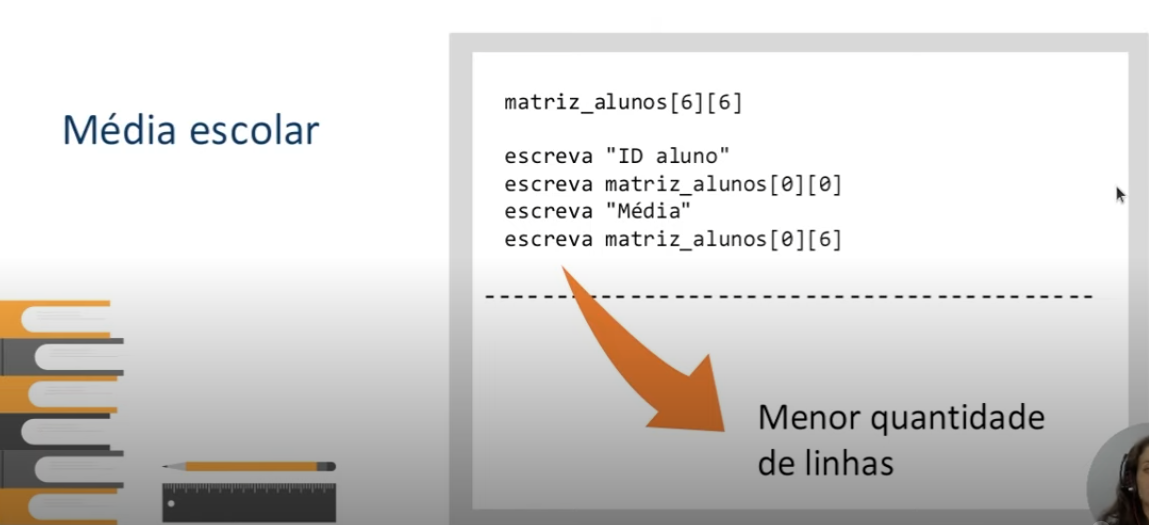 Média escolar
matriz_alunos[6][6]
escreva "ID aluno"
escreva matriz_alunos[0][0]
escreva "Média"
escreva matriz_alunos[0][6]
Menor quantidade
de linhas